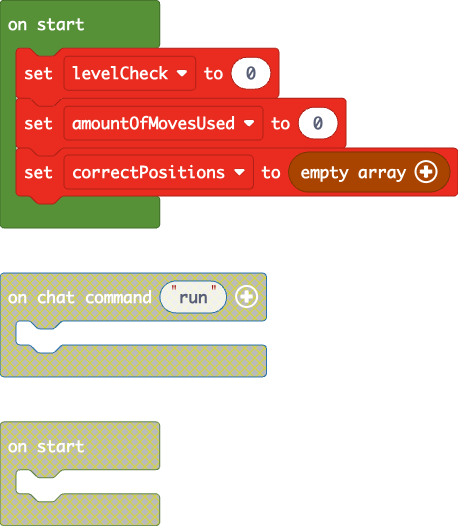 on start
set levelCheck to 0
set amountOfMovesUsed to 0
set correctPositions to empty array
on chat command "run"
on start